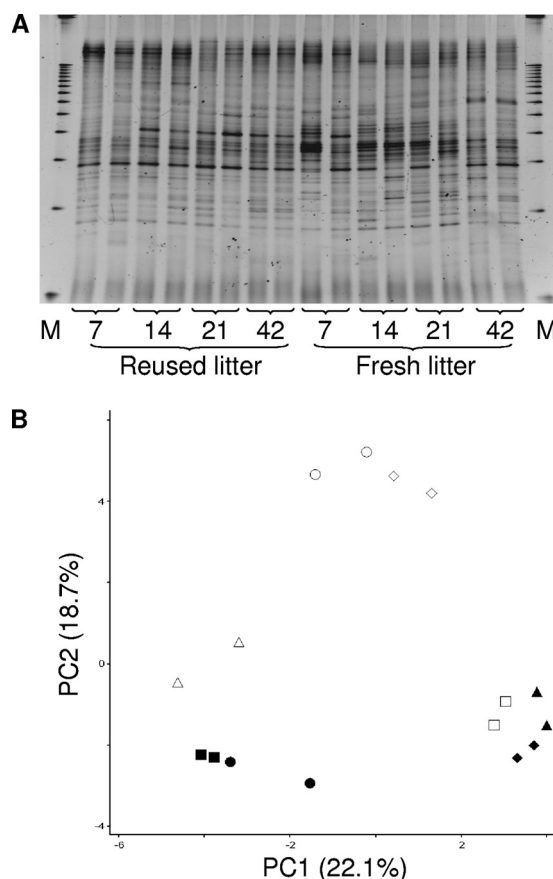 A
M 7 14 21 42 7 14 21 42 M
Reused litter Fresh litter
B
4
0
-4
-6 -2 2
PC2 (18.7%)
PC1 (22.1%)